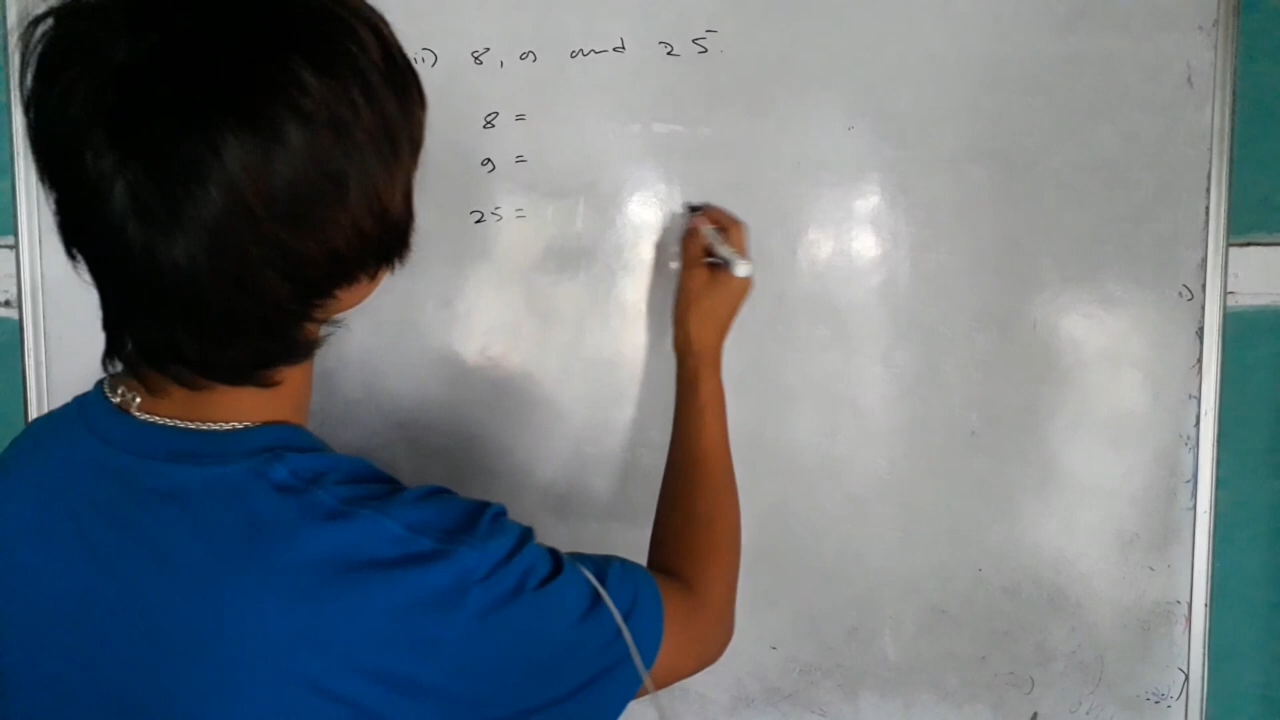 ii) 8, 9 and 25.
8 =
9 =
25 =
i)